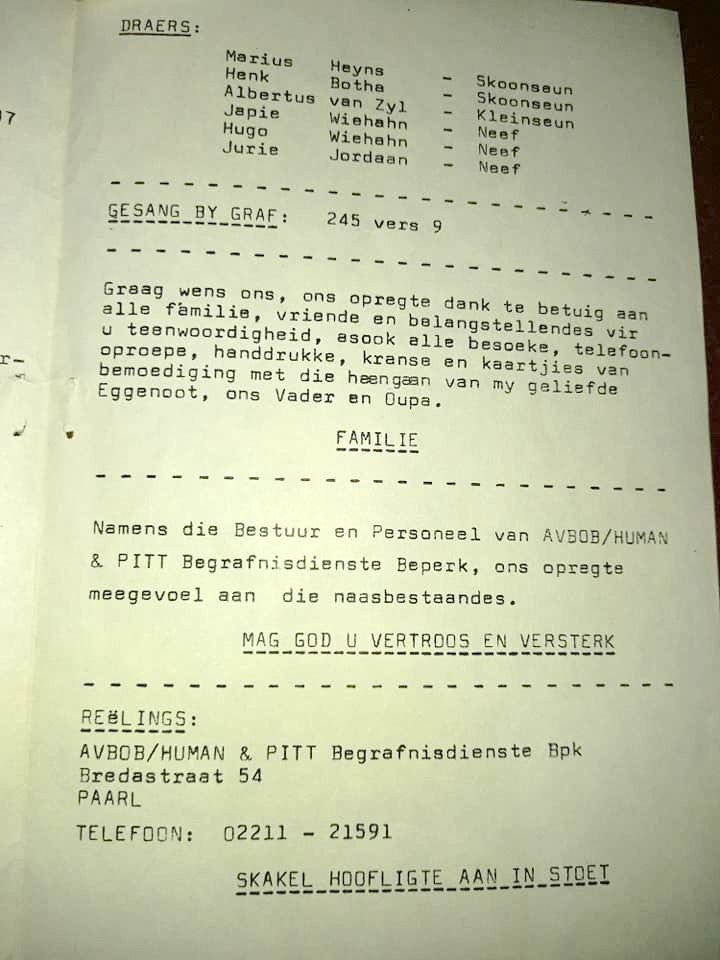 DRAERS:
Marius Heyns - Skoonseun
Henk Botha - Skoonseun
Albertus van Zyl - Kleinseun
Japie Wiehahn - Neef
Hugo Wiehahn - Neef
Jurie Jordaan - Neef
GESANG BY GRAF: 245 vers 9
Graag wens ons, ons opregte dank te betuig aan
alle familie, vriende en belangstellendes vir
u teenwoordigheid, asook alle besoeke, telefoon-
oproepe, handdrukke, kranse en kaartjies van
bemoediging met die heengaan van my geliefde
Eggenoot, ons Vader en Oupa.
FAMILIE
Namens die Bestuur en Personeel van AVBOB/HUMAN
& PITT Begrafnisdienste Beperk, ons opregte
meegevoel aan die naasbestaandes.
MAG GOD U VERTROOS EN VERSTERK
REëLINGS:
AVBOB/HUMAN & PITT Begrafnisdienste Bpk
Bredastraat 54
PAARL
TELEFOON: 02211 - 21591
SKAKEL HOOFLIGTE AAN IN STOET